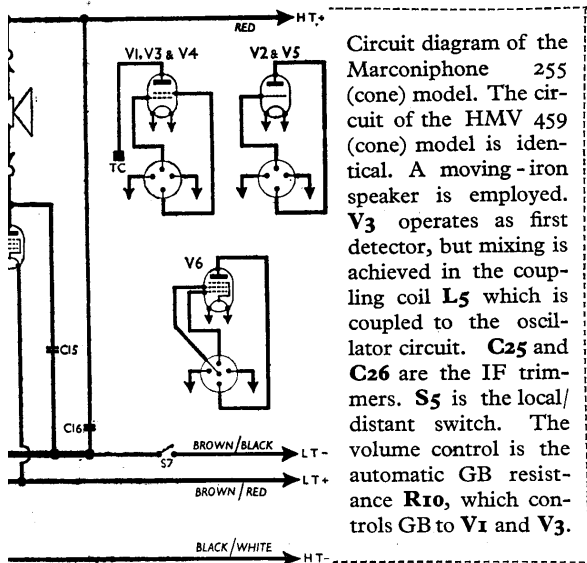 RED
HT+
V1, V3 & V4
V2 & V5
TC
V6
C15
C16
BROWN/BLACK
LT-
S7
LT+
BROWN/RED
BLACK/WHITE
HT-
Circuit diagram of the
Marconiphone 255
(cone) model. The cir-
cuit of the HMV 459
(cone) model is iden-
tical. A moving-iron
speaker is employed.
V3 operates as first
detector, but mixing is
achieved in the coup-
ling coil L5 which is
coupled to the oscil-
lator circuit. C25 and
C26 are the IF trim-
mers. S5 is the local/
distant switch. The
volume control is the
automatic GB resist-
ance R10, which con-
trols GB to V1 and V3.